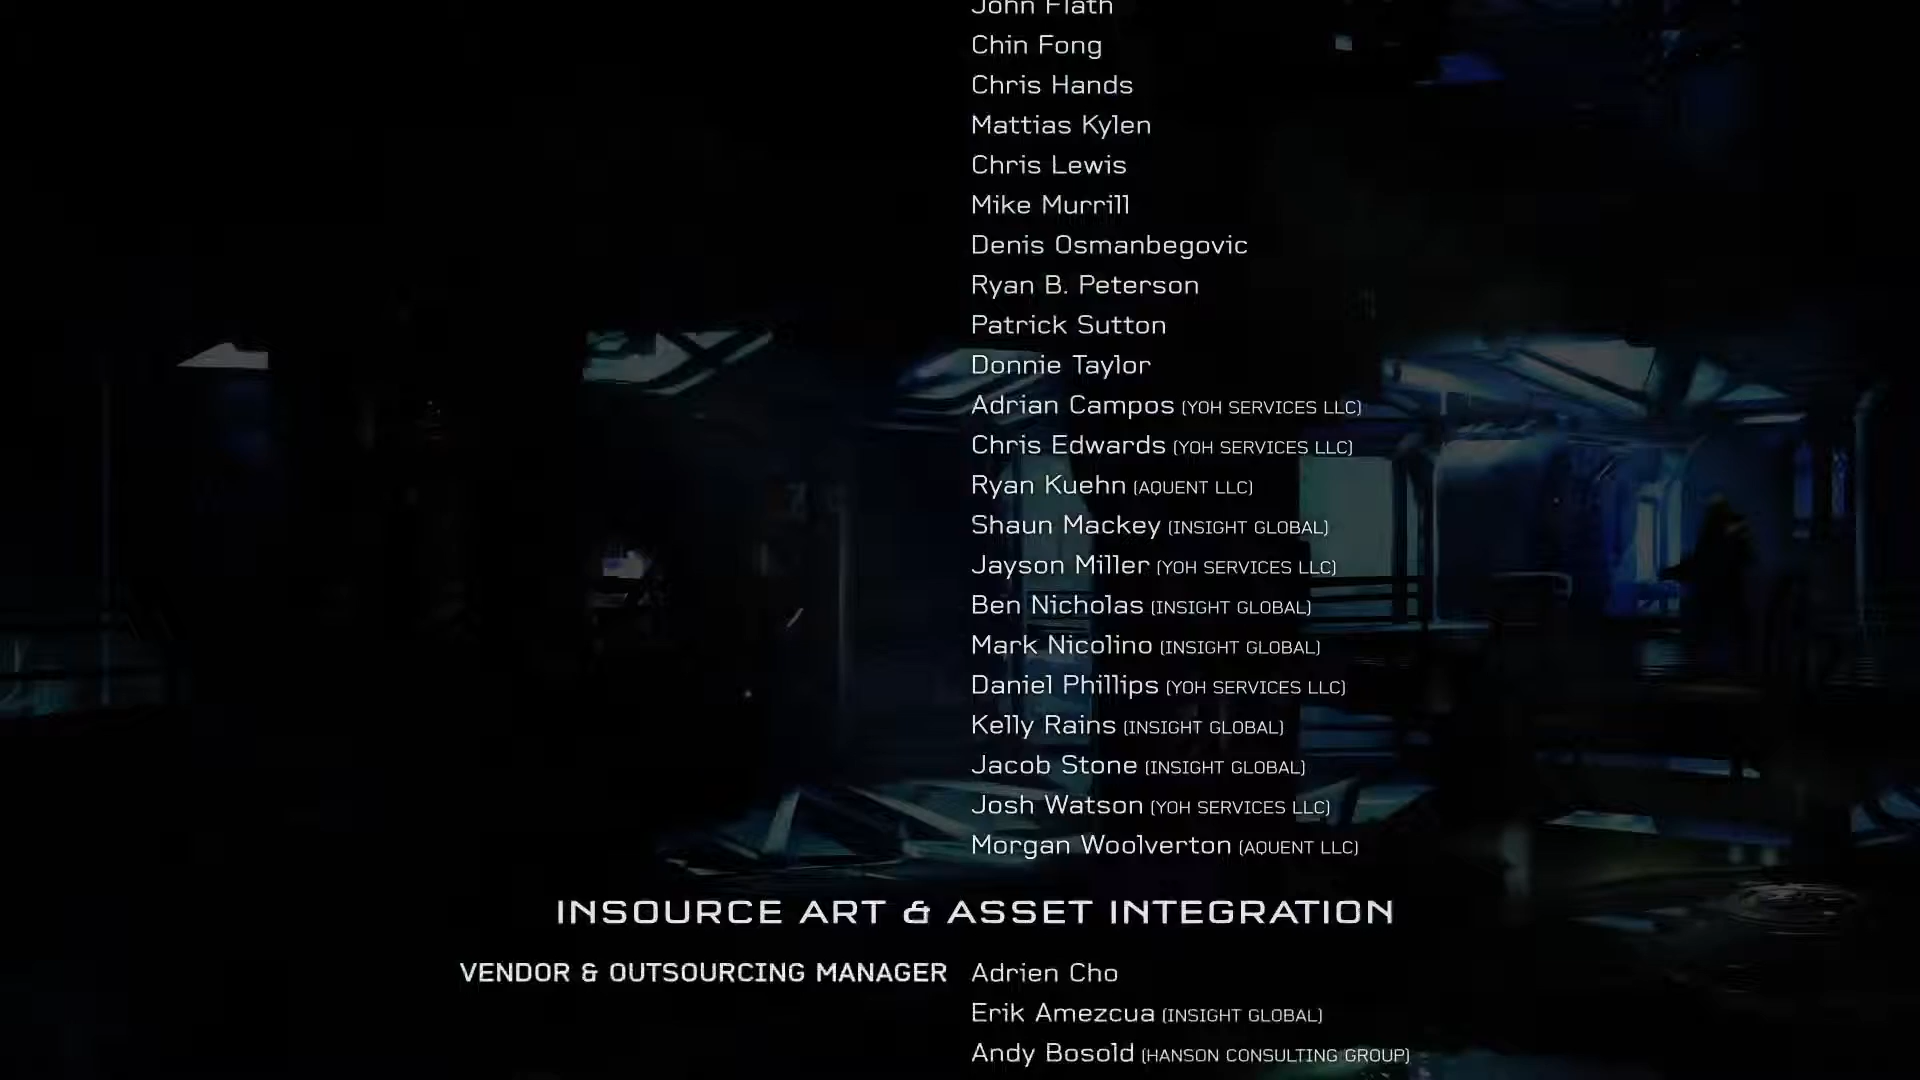 John Flath
Chin Fong
Chris Hands
Mattias Kylen
Chris Lewis
Mike Murrill
Denis Osmanbegovic
Ryan B. Peterson
Patrick Sutton
Donnie Taylor
Adrian Campos (YOH SERVICES LLC)
Chris Edwards (YOH SERVICES LLC)
Ryan Kuehn (AQUENT LLC)
Shaun Mackey (INSIGHT GLOBAL)
Jayson Miller (YOH SERVICES LLC)
Ben Nicholas (INSIGHT GLOBAL)
Mark Nicolino (INSIGHT GLOBAL)
Daniel Phillips (YOH SERVICES LLC)
Kelly Rains (INSIGHT GLOBAL)
Jacob Stone (INSIGHT GLOBAL)
Josh Watson (YOH SERVICES LLC)
Morgan Woolverton (AQUENT LLC)
INSOURCE ART & ASSET INTEGRATION
VENDOR & OUTSOURCING MANAGER Adrien Cho
Erik Amezcua (INSIGHT GLOBAL)
Andy Bosold (HANSON CONSULTING GROUP)